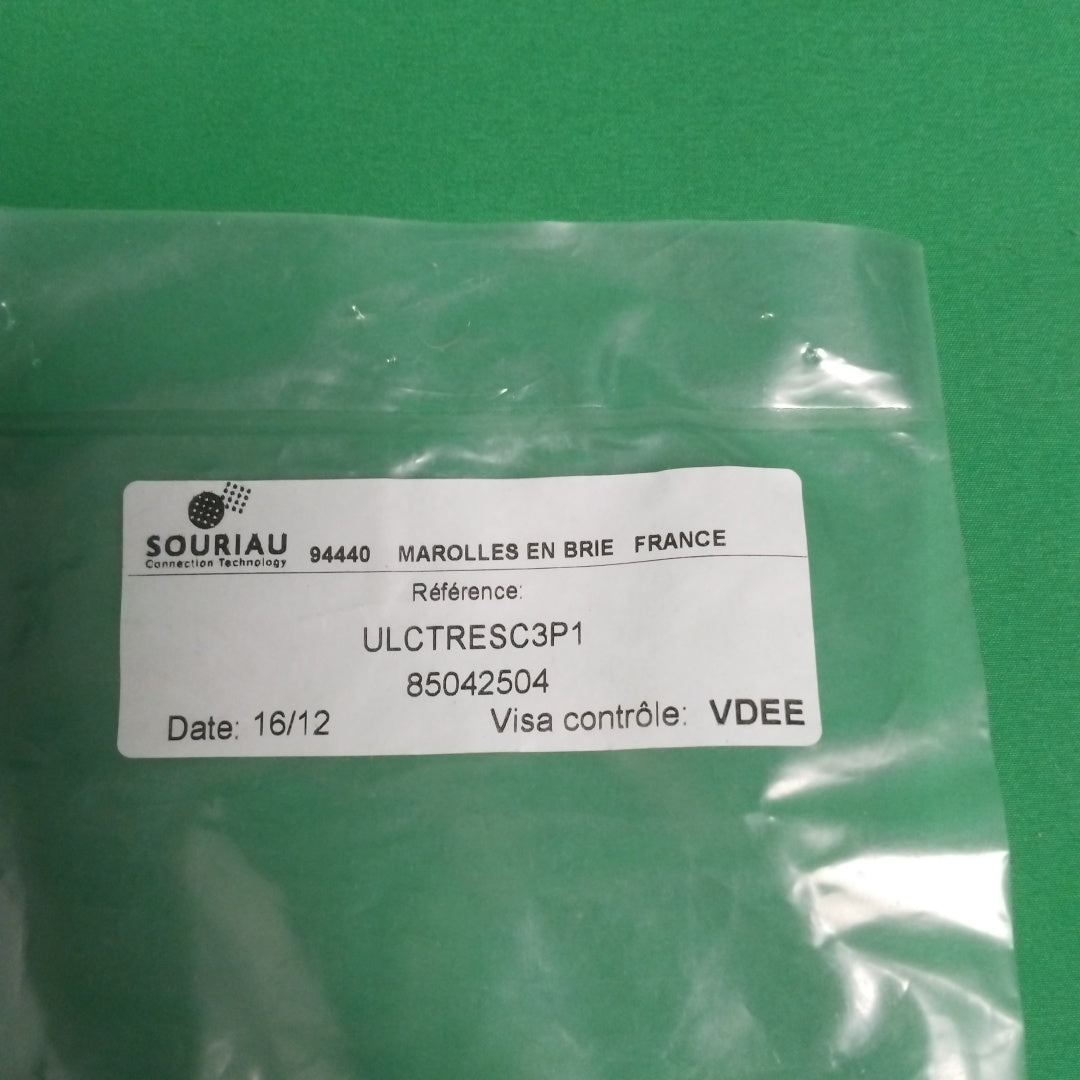 SOURIAU
Connection Technology
94440 MAROLLES EN BRIE FRANCE
Référence:
ULCTRESC3P1
85042504
Date: 16/12 Visa contrôle: VDEE